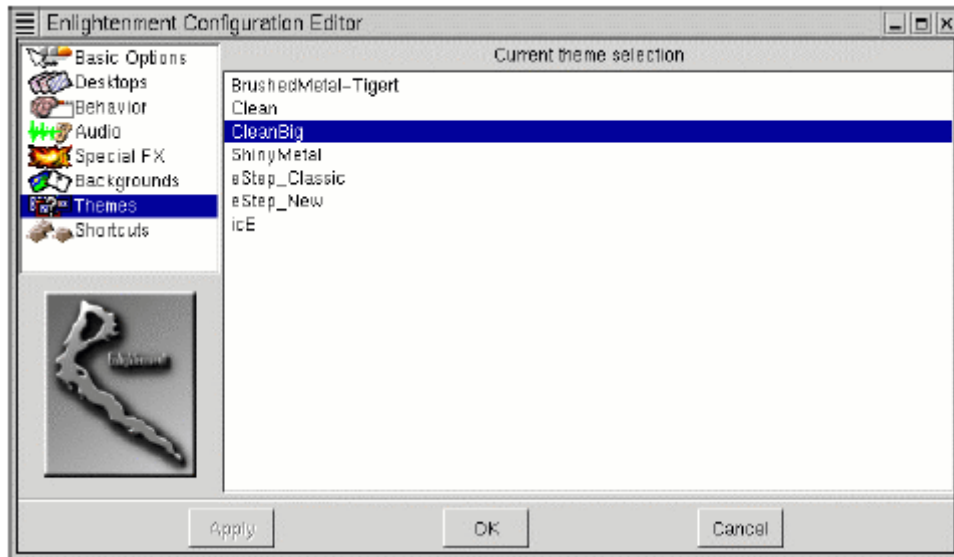 Enlightenment Configuration Editor
Basic Options
Desktops
Behavior
Audio
Special FX
Backgrounds
Themes
Shortcuts
Current theme selection
BrushedMetal-Tigert
Clean
CleanBig
ShinyMetal
eStep_Classic
eStep_New
icE
Enlightenment
Apply
OK
Cancel